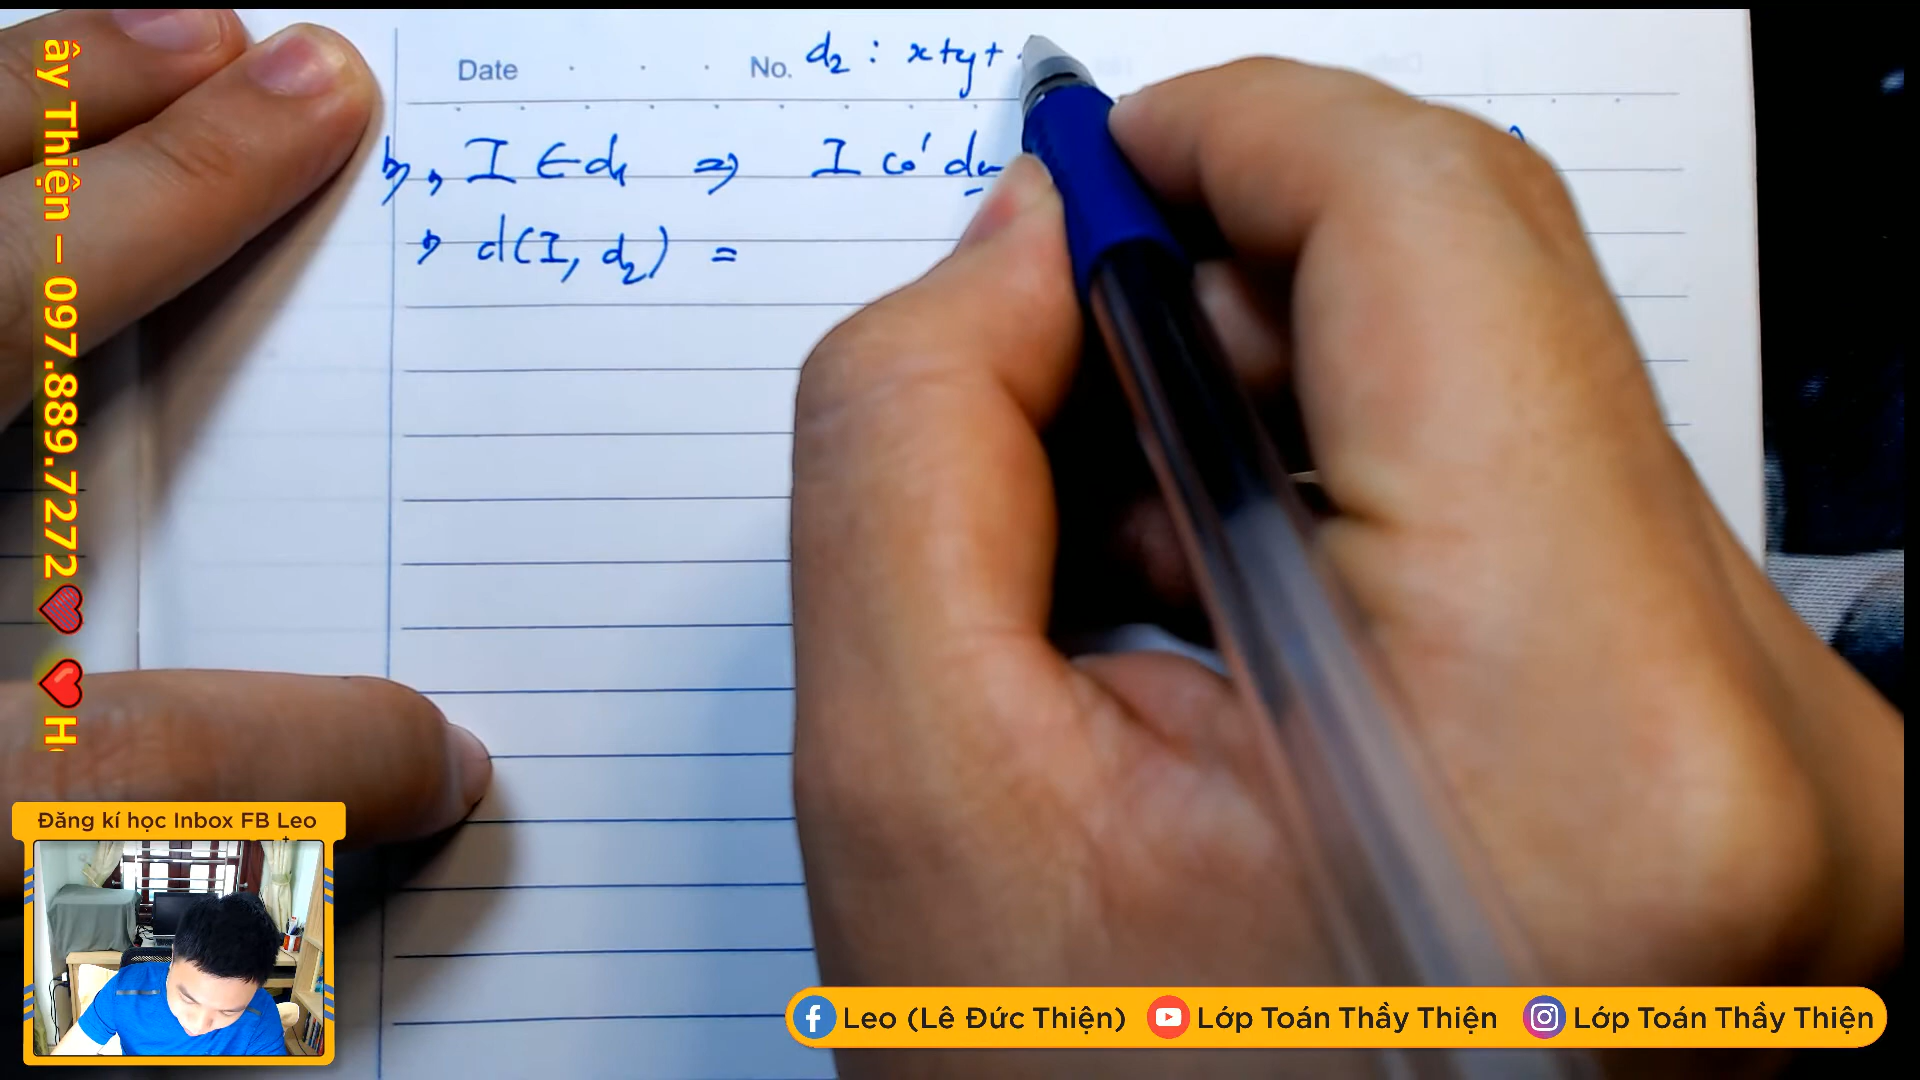 Date No. d₂ : x+y+
b, I ∈ d₁ ⇒ I có
d(I, d₂) =
ầy Thiện – 097.889.7272 ❤ ❤ H
Đăng kí học Inbox FB Leo
Leo (Lê Đức Thiện) Lớp Toán Thầy Thiện Lớp Toán Thầy Thiện